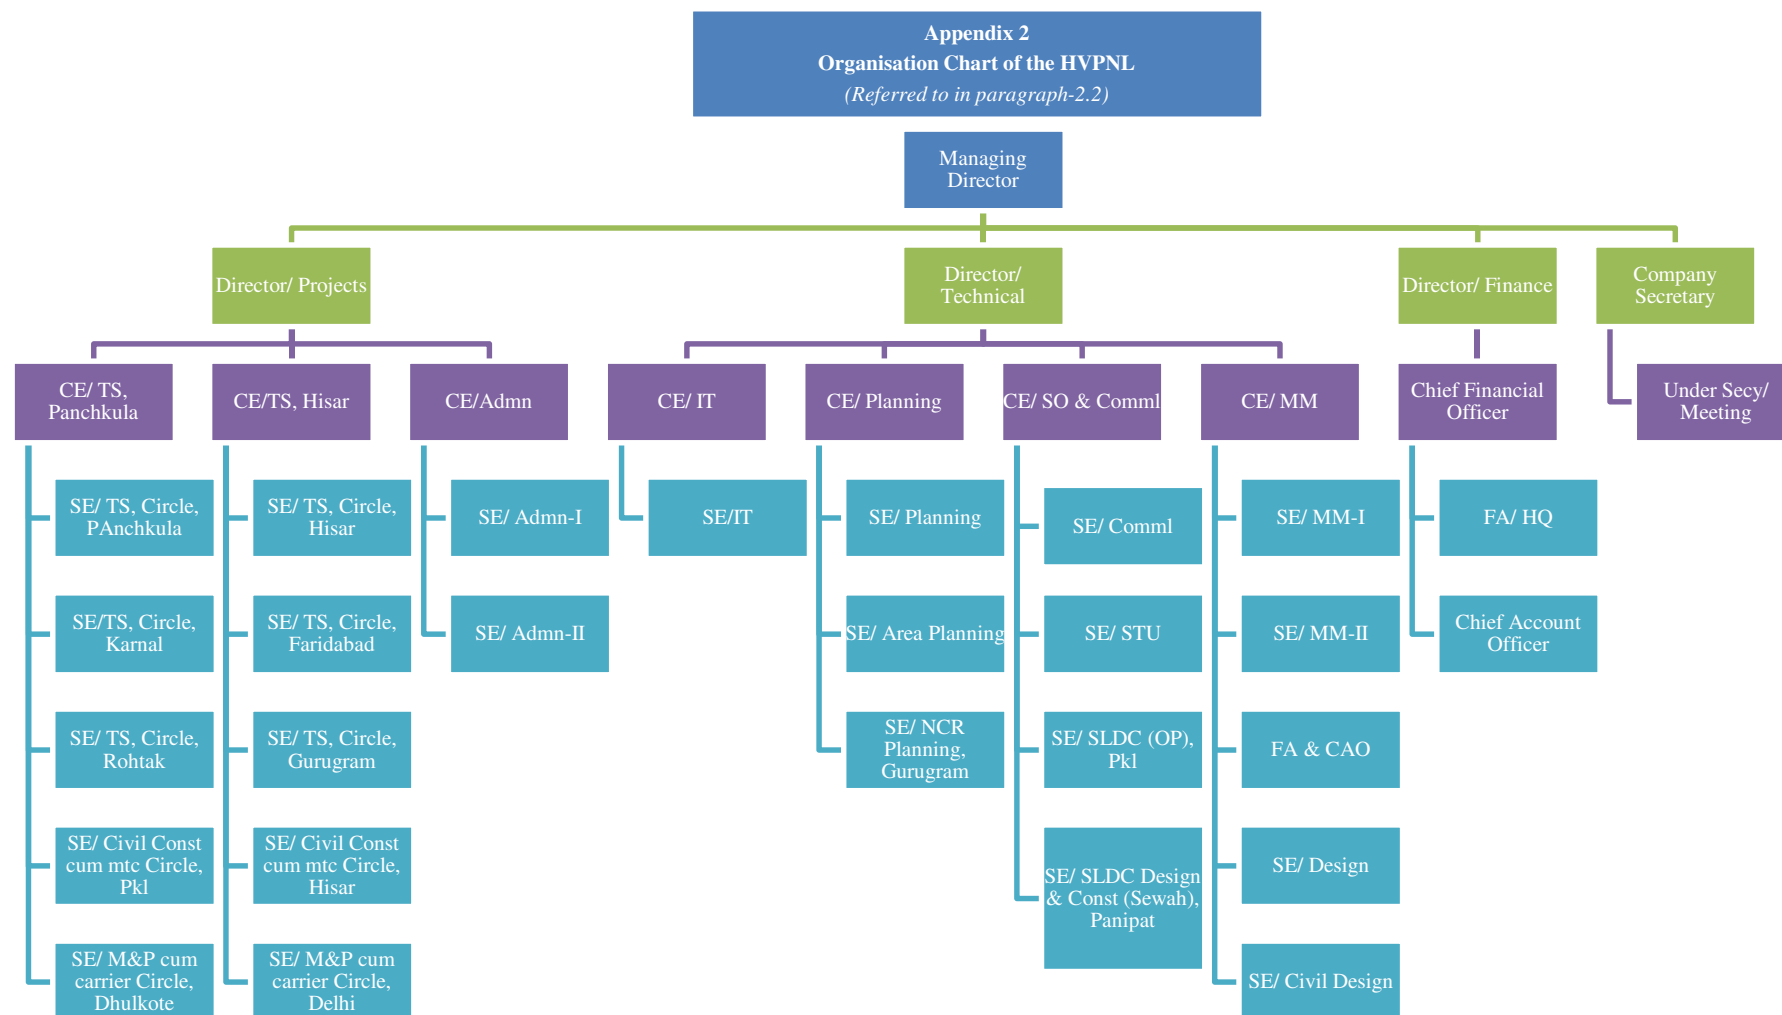 Appendix 2
Organisation Chart of the HVPNL
(Referred to in paragraph-2.2)
Managing
Director
Director/ Projects
Director/
Technical
Director/ Finance
Company
Secretary
CE/ TS,
Panchkula
CE/TS, Hisar
CE/Admn
CE/ IT
CE/ Planning
CE/ SO & Comml
CE/ MM
Chief Financial
Officer
Under Secy/
Meeting
SE/ TS, Circle,
PAnchkula
SE/ TS, Circle,
Hisar
SE/ Admn-I
SE/IT
SE/ Planning
SE/ Comml
SE/ MM-I
FA/ HQ
SE/TS, Circle,
Karnal
SE/ TS, Circle,
Faridabad
SE/ Admn-II
SE/ Area Planning
SE/ STU
SE/ MM-II
Chief Account
Officer
SE/ TS, Circle,
Rohtak
SE/ TS, Circle,
Gurugram
SE/ NCR
Planning,
Gurugram
SE/ SLDC (OP),
Pkl
FA & CAO
SE/ Civil Const
cum mtc Circle,
Pkl
SE/ Civil Const
cum mtc Circle,
Hisar
SE/ SLDC Design
& Const (Sewah),
Panipat
SE/ Design
SE/ M&P cum
carrier Circle,
Dhulkote
SE/ M&P cum
carrier Circle,
Delhi
SE/ Civil Design